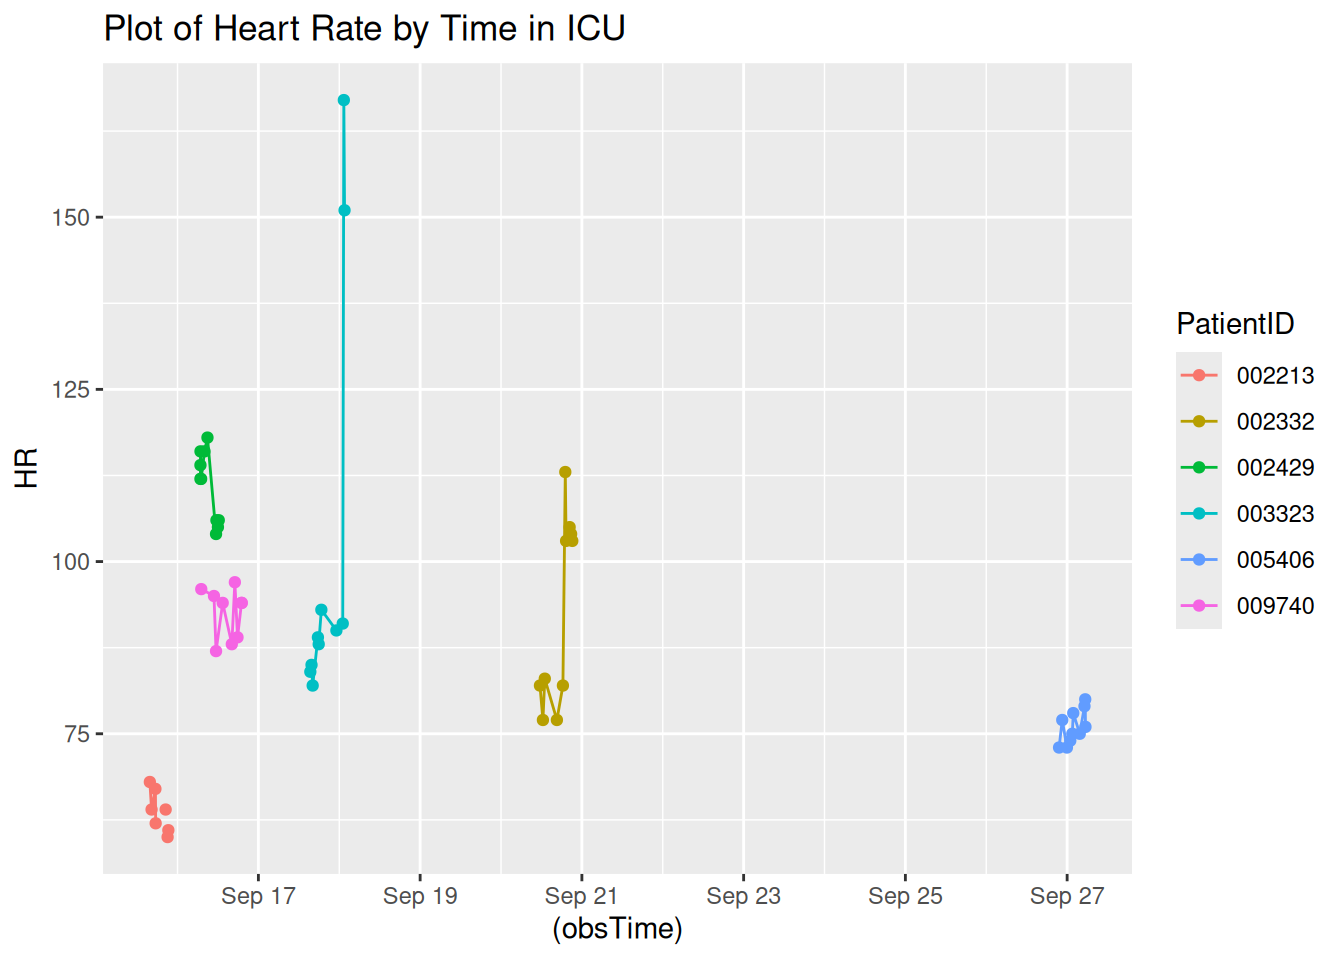 Plot of Heart Rate by Time in ICU
HR
150
125
100
75
Sep 17 Sep 19 Sep 21 Sep 23 Sep 25 Sep 27
(obsTime)
PatientID
002213
002332
002429
003323
005406
009740